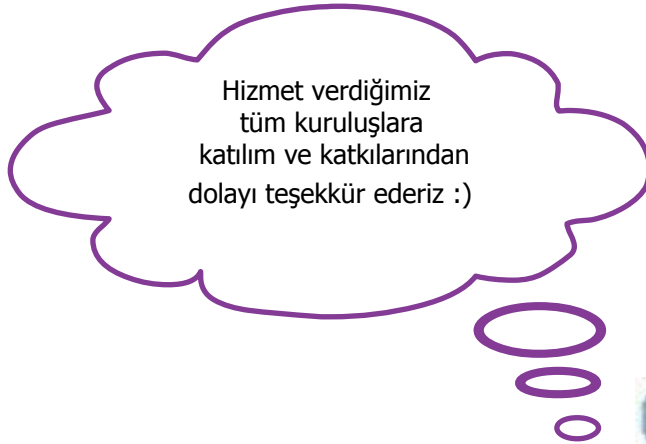 Hizmet verdiğimiz
tüm kuruluşlara
katılım ve katkılarından
dolayı teşekkür ederiz :)